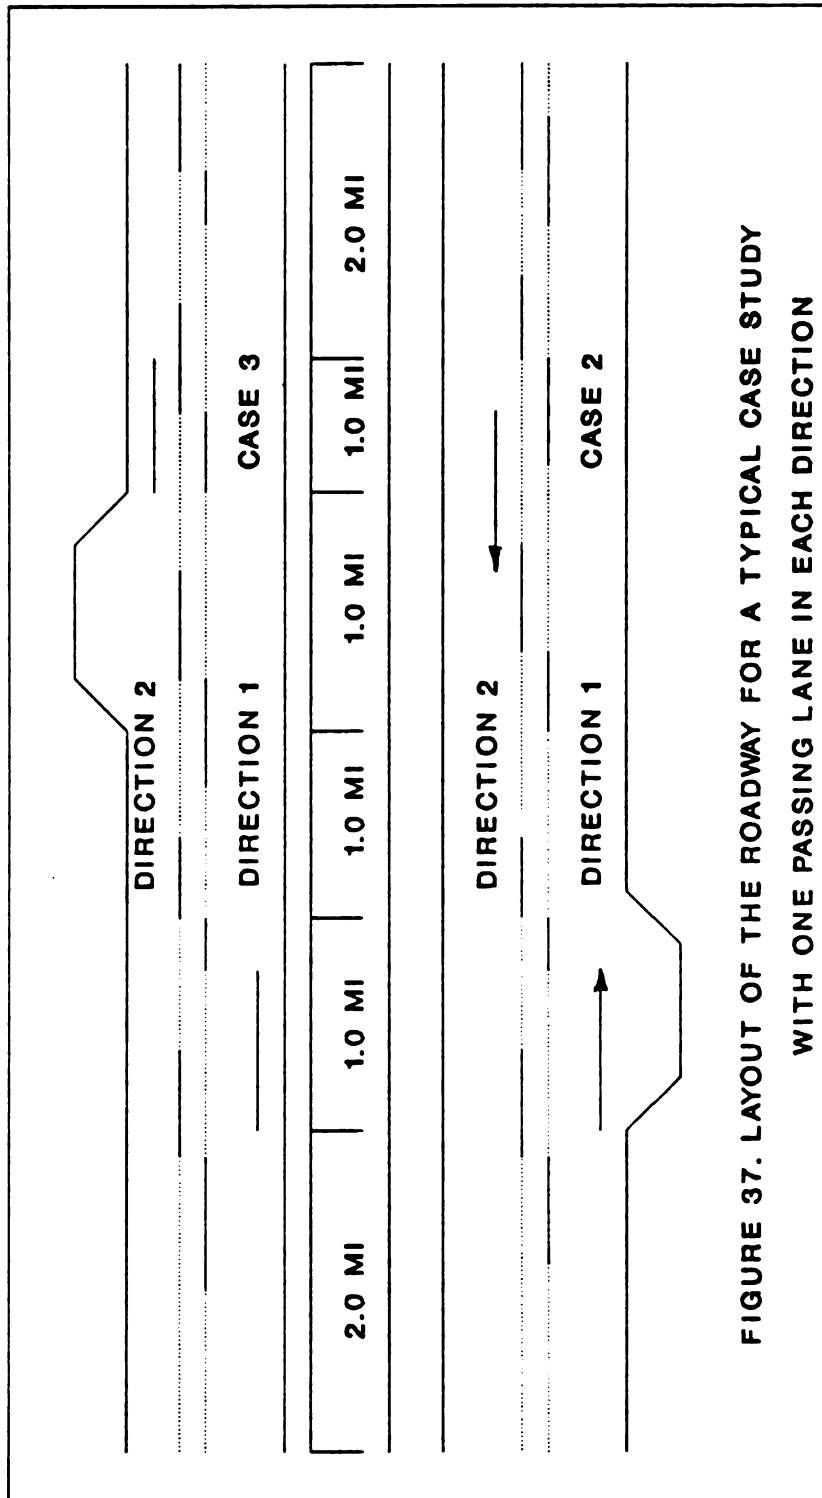 DIRECTION 2
DIRECTION 1 CASE 3
2.0 MI 1.0 MI 1.0 MI 1.0 MI 1.0 MI 2.0 MI
DIRECTION 2
DIRECTION 1 CASE 2
FIGURE 37. LAYOUT OF THE ROADWAY FOR A TYPICAL CASE STUDY
WITH ONE PASSING LANE IN EACH DIRECTION